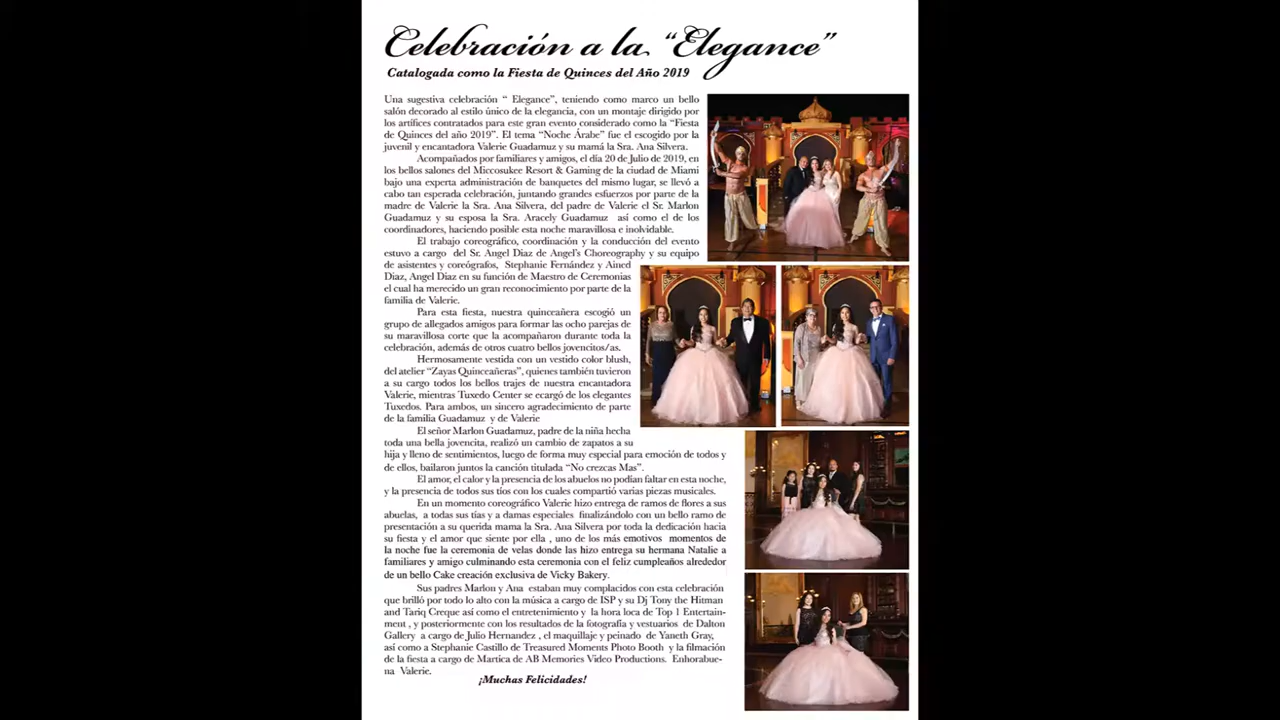 Celebración a la “Elegance”
Catalogada como la Fiesta de Quinces del Año 2019
Una sugestiva celebración “ Elegance”, teniendo como marco un bello
salón decorado al estilo único de la elegancia, con un montaje dirigido por
los artífices contratados para este gran evento considerado como la “Fiesta
de Quinces del año 2019”. El tema “Noche Árabe” fue el escogido por la
juvenil y encantadora Valerie Guadamuz y su mamá la Sra. Ana Silvera.
Acompañados por familiares y amigos, el día 20 de Julio de 2019, en
los bellos salones del Miccosukee Resort & Gaming de la ciudad de Miami
bajo una experta administración de banquetes del mismo lugar, se llevó a
cabo tan esperada celebración, juntando grandes esfuerzos por parte de la
madre de Valerie la Sra. Ana Silvera, del padre de Valerie el Sr. Marlon
Guadamuz y su esposa la Sra. Aracely Guadamuz así como el de los
coordinadores, haciendo posible esta noche maravillosa e inolvidable.
El trabajo coreográfico, coordinación y la conducción del evento
estuvo a cargo del Sr. Angel Diaz de Angel’s Choreography y su equipo
de asistentes y coreógrafos, Stephanie Fernández y Ained
Diaz, Angel Díaz en su función de Maestro de Ceremonias
el cual ha merecido un gran reconocimiento por parte de la
familia de Valerie.
Para esta fiesta, nuestra quinceañera escogió un
grupo de allegados amigos para formar las ocho parejas de
su maravillosa corte que la acompañaron durante toda la
celebración, además de otros cuatro bellos jovencitos/as.
Hermosamente vestida con un vestido color blush,
del atelier “Zayas Quinceañeras”, quienes también tuvieron
a su cargo todos los bellos trajes de nuestra encantadora
Valerie, mientras Tuxedo Center se ecargó de los elegantes
Tuxedos. Para ambos, un sincero agradecimiento de parte
de la familia Guadamuz y de Valerie
El señor Marlon Guadamuz, padre de la niña hecha
toda una bella jovencita, realizó un cambio de zapatos a su
hija y lleno de sentimientos, luego de forma muy especial para emoción de todos y
de ellos, bailaron juntos la canción titulada “No crezcas Mas”.
El amor, el calor y la presencia de los abuelos no podían faltar en esta noche,
y la presencia de todos sus tíos con los cuales compartió varias piezas musicales.
En un momento coreográfico Valerie hizo entrega de ramos de flores a sus
abuelas, a todas sus tías y a damas especiales finalizándolo con un bello ramo de
presentación a su querida mama la Sra. Ana Silvera por toda la dedicación hacia
su fiesta y el amor que siente por ella , uno de los más emotivos momentos de
la noche fue la ceremonia de velas donde las hizo entrega su hermana Natalie a
familiares y amigo culminando esta ceremonia con el feliz cumpleaños alrededor
de un bello Cake creación exclusiva de Vicky Bakery.
Sus padres Marlon y Ana estaban muy complacidos con esta celebración
que brilló por todo lo alto con la música a cargo de ISP y su Dj Tony the Hitman
and Tariq Creque así como el entretenimiento y la hora loca de Top 1 Entertain-
ment , y posteriormente con los resultados de la fotografía y vestuarios de Dalton
Gallery a cargo de Julio Hernandez , el maquillaje y peinado de Yaneth Gray,
así como a Stephanie Castillo de Treasured Moments Photo Booth y la filmación
de la fiesta a cargo de Martica de AB Memories Video Productions. Enhorabue-
na Valerie.
¡Muchas Felicidades!